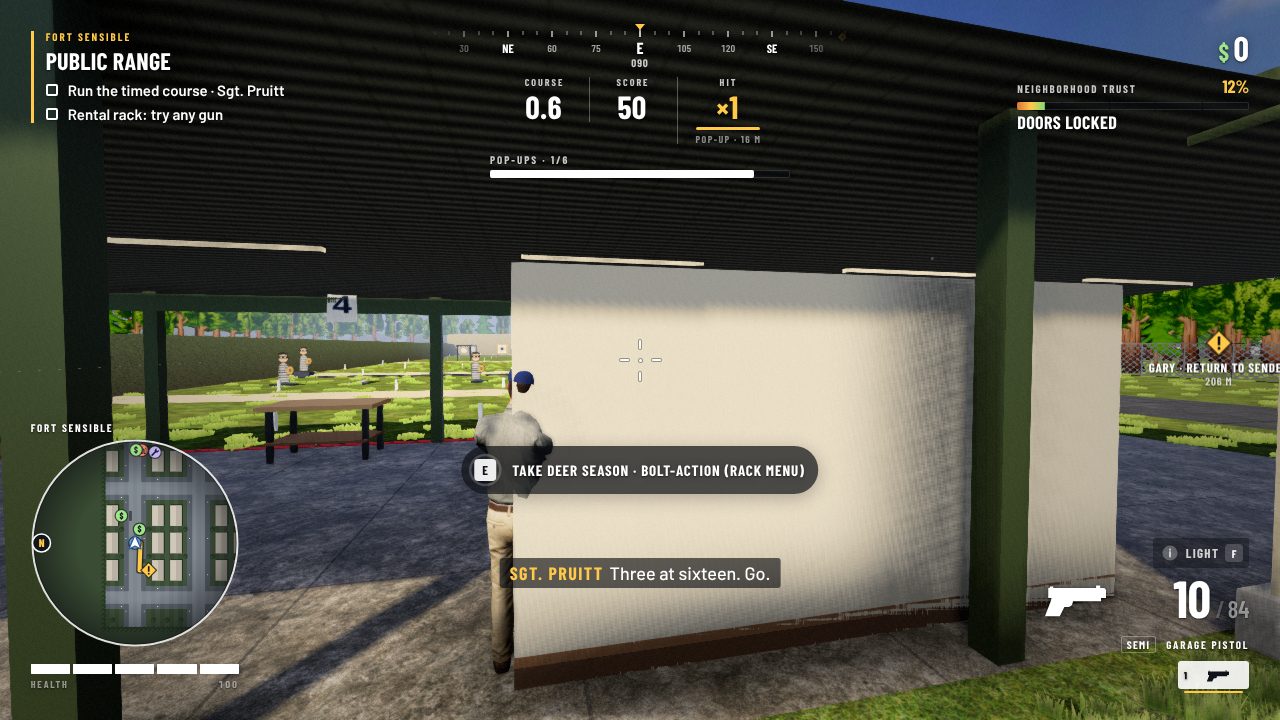 FORT SENSIBLE
PUBLIC RANGE
Run the timed course · Sgt. Pruitt
Rental rack: try any gun
30 NE 60 75 E 105 120 SE 150
090
COURSE SCORE HIT
0.6 50 ×1
POP-UP · 16 M
POP-UPS · 1/6
$ 0
NEIGHBORHOOD TRUST 12%
DOORS LOCKED
4
GARY · RETURN TO SENDE
206 M
FORT SENSIBLE
N
$
$
$
E TAKE DEER SEASON · BOLT-ACTION (RACK MENU)
SGT. PRUITT Three at sixteen. Go.
LIGHT F
10 / 84
SEMI GARAGE PISTOL
1
HEALTH 100